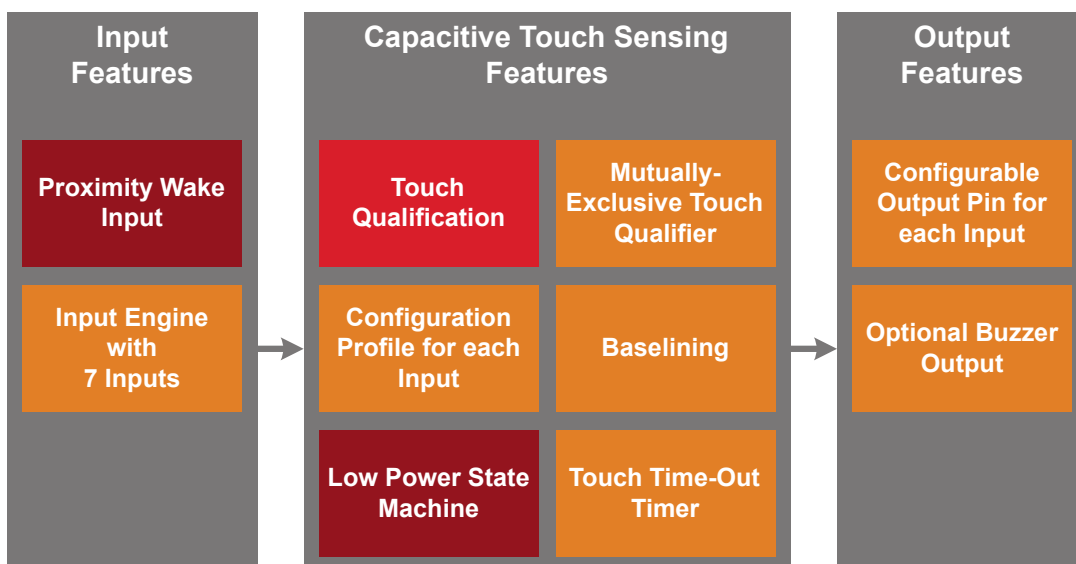 Input
Features
Proximity Wake
Input
Input Engine
with
7 Inputs
Capacitive Touch Sensing
Features
Touch
Qualification
Mutually-
Exclusive Touch
Qualifier
Configuration
Profile for each
Input
Baselining
Low Power State
Machine
Touch Time-Out
Timer
Output
Features
Configurable
Output Pin for
each Input
Optional Buzzer
Output